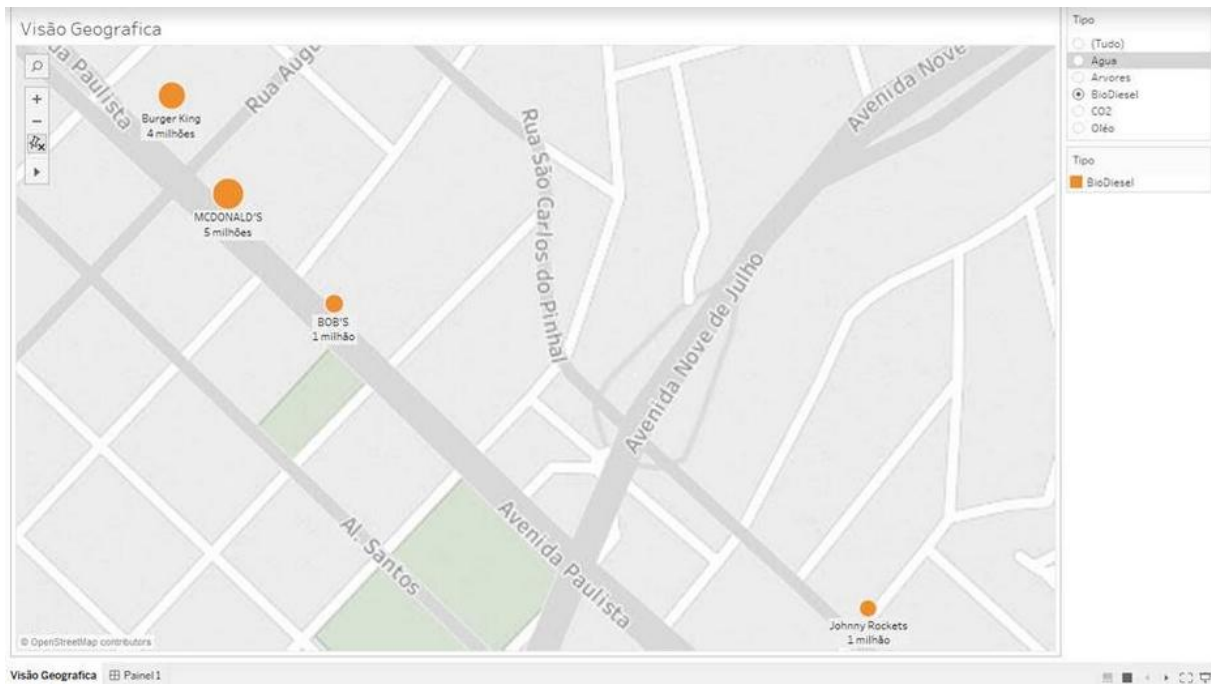 Visão Geografica
ua Paulista
Rua Augu
Burger King
4 milhões
MCDONALD'S
5 milhões
BOB'S
1 milhão
Rua São Carlos do Pinhal
Avenida Nove
Avenida Nove de Julho
Al. Santos
Avenida Paulista
Johnny Rockets
1 milhão
© OpenStreetMap contributors
Tipo
(Tudo)
Agua
Arvores
BioDiesel
CO2
Oléo
Tipo
BioDiesel
Visão Geografica
Painel 1